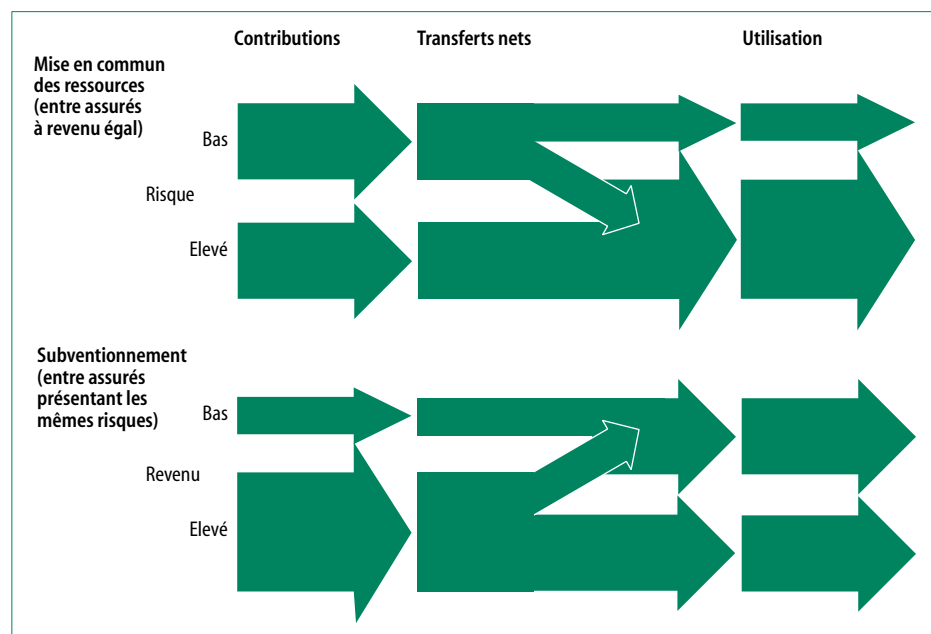 Contributions
Transferts nets
Utilisation
Mise en commun
des ressources
(entre assurés
à revenu égal)
Bas
Risque
Elevé
Subventionnement
(entre assurés
présentant les
mêmes risques)
Bas
Revenu
Elevé